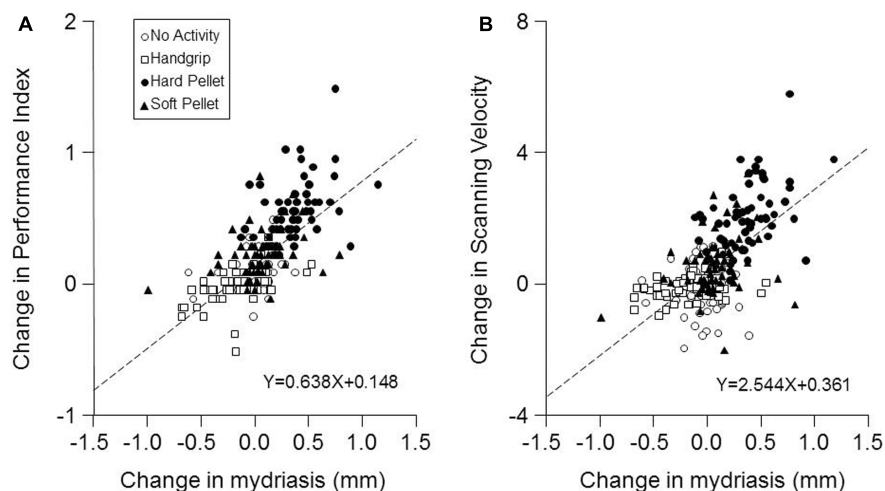 A
2
1
0
-1
-1.5
-1.0
-0.5
0.0
0.5
1.0
1.5
Change in Performance Index
Change in mydriasis (mm)
No Activity
Handgrip
Hard Pellet
Soft Pellet
Y=0.638X+0.148
B
8
4
0
-4
-1.5
-1.0
-0.5
0.0
0.5
1.0
1.5
Change in Scanning Velocity
Change in mydriasis (mm)
Y=2.544X+0.361